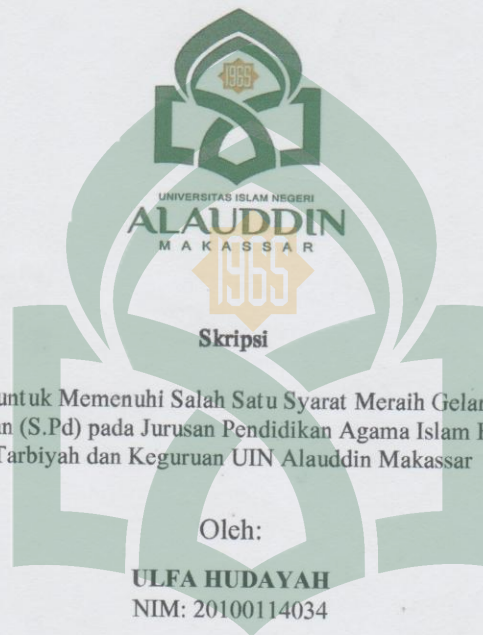 1965
UNIVERSITAS ISLAM NEGERI
ALAUDDIN
MAKASSAR
1965
Skripsi
untuk Memenuhi Salah Satu Syarat Meraih Gelar
an (S.Pd) pada Jurusan Pendidikan Agama Islam
Tarbiyah dan Keguruan UIN Alauddin Makassar
Oleh:
ULFA HUDAYAH
NIM: 20100114034